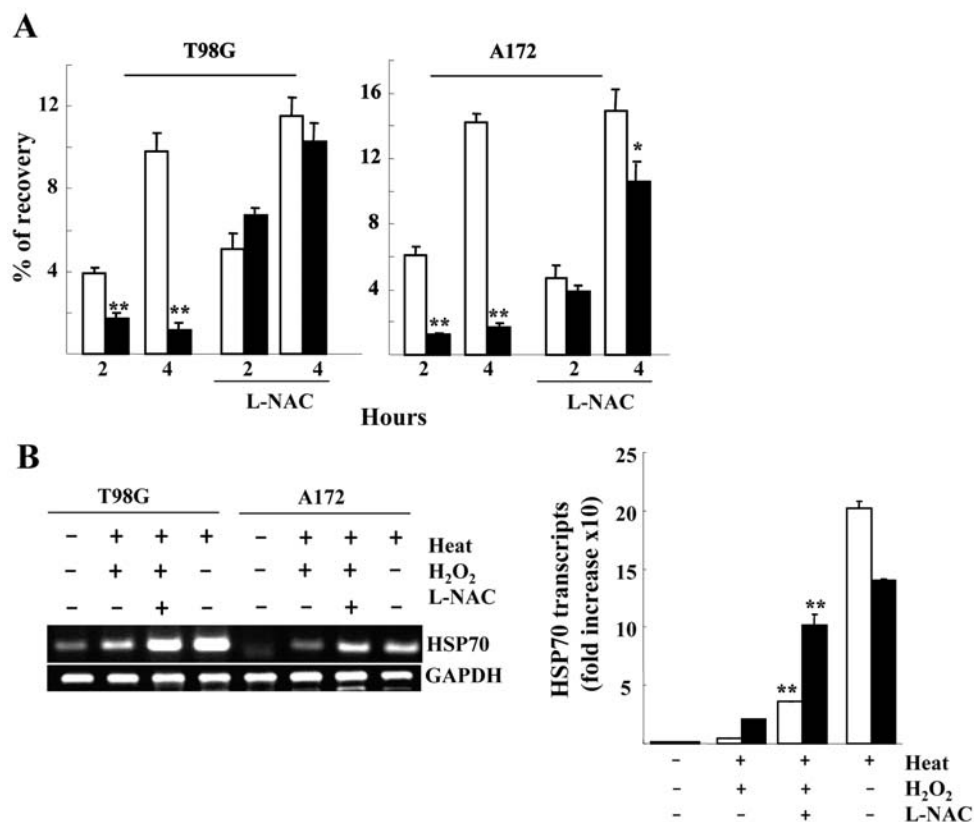 A
T98G
A172
% of recovery
12
8
4
16
12
8
4
** ** ** ** *
2 4 2 4 2 4 2 4
L-NAC L-NAC
Hours
B
T98G A172
– + + + – + + + Heat
– + + – – + + – H₂O₂
– + – – + – L-NAC
HSP70
GAPDH
HSP70 transcripts
(fold increase x10)
25
20
15
10
5
** **
– + + + Heat
– + + – H₂O₂
– – + – L-NAC